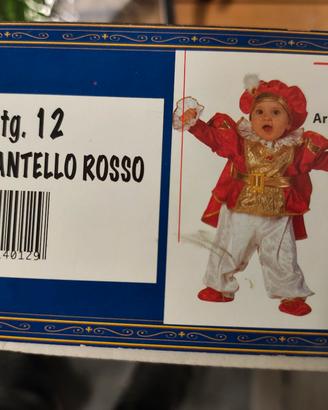 tg. 12
ANTELLO ROSSO
40129
Ar